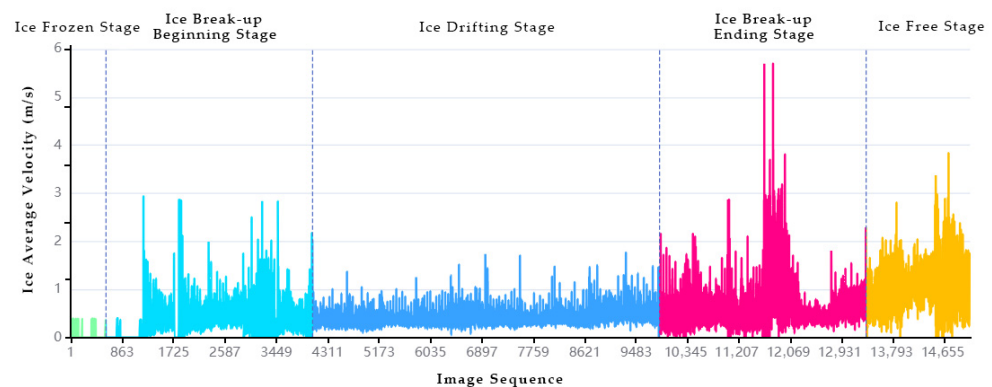 Ice Frozen Stage
Ice Break-up
Beginning Stage
Ice Drifting Stage
Ice Break-up
Ending Stage
Ice Free Stage
Ice Average Velocity (m/s)
6
5
4
3
2
1
0
1 863 1725 2587 3449 4311 5173 6035 6897 7759 8621 9483 10,345 11,207 12,069 12,931 13,793 14,655
Image Sequence